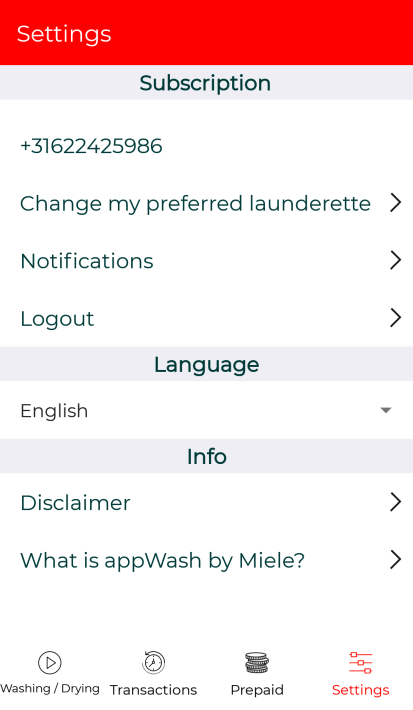 Settings
Subscription
+31622425986
Change my preferred launderette
Notifications
Logout
Language
English
Info
Disclaimer
What is appWash by Miele?
Washing / Drying
Transactions
Prepaid
Settings